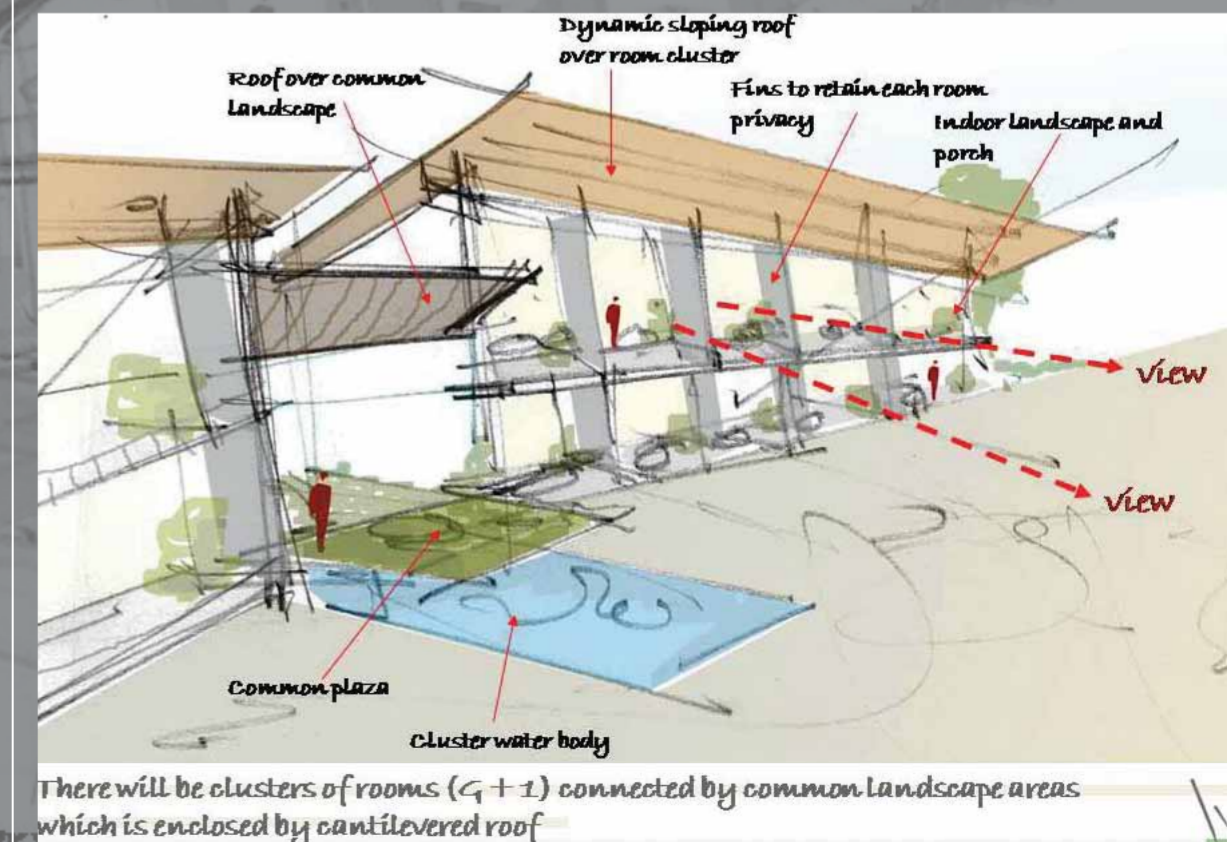 Dynamic sloping roof
over room cluster
Roof over common
Landscape
Fins to retain each room
privacy
Indoor Landscape and
porch
view
view
Common plaza
Cluster water body
There will be clusters of rooms (G + 1) connected by common Landscape areas
which is enclosed by cantilevered roof